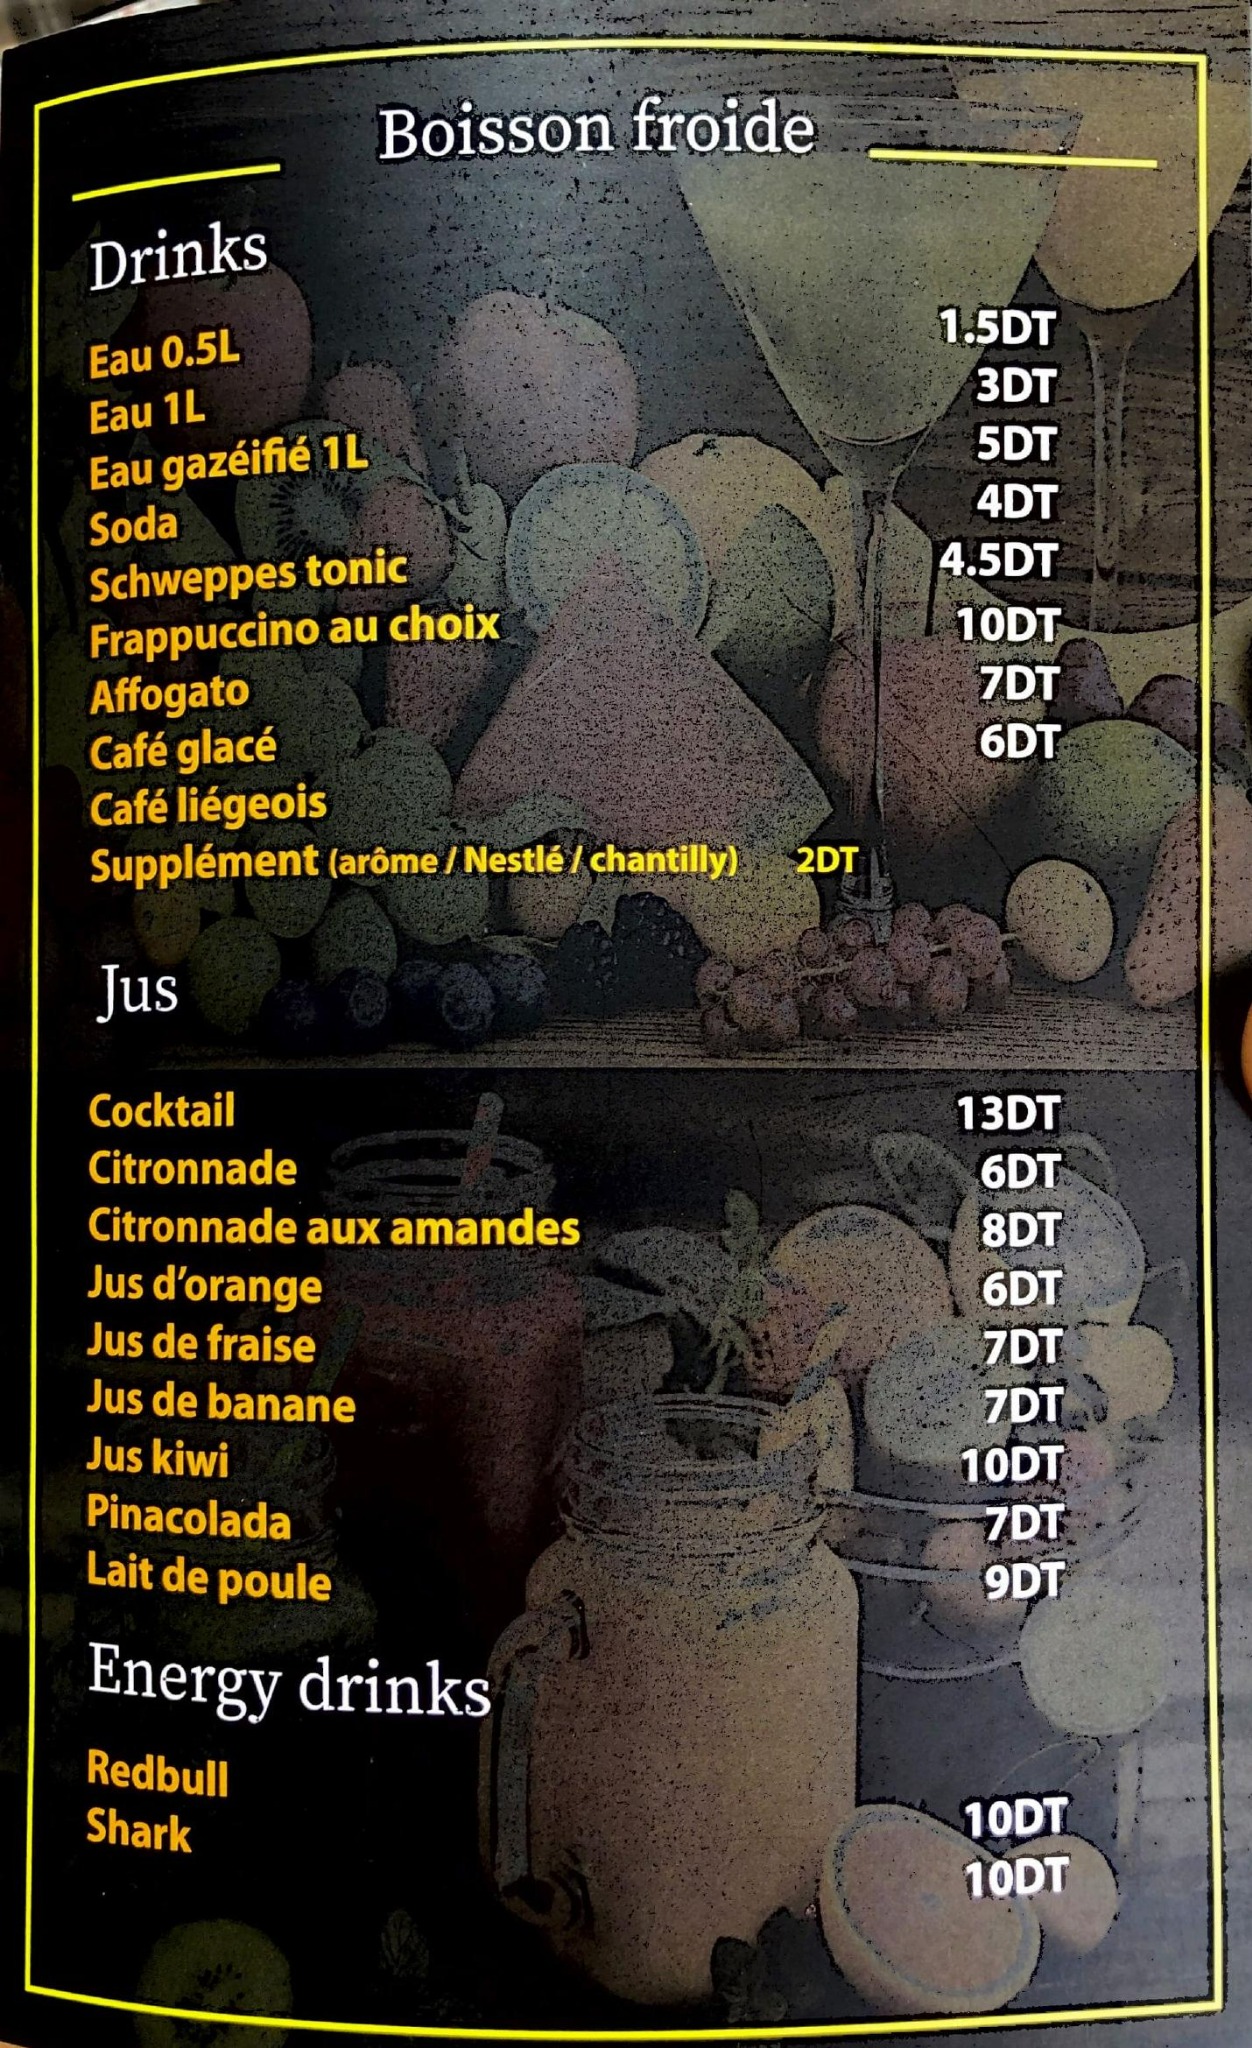 Boisson froide
Drinks
Eau 0.5L 1.5DT
Eau 1L 3DT
Eau gazéifié 1L 5DT
Soda 4DT
Schweppes tonic 4.5DT
Frappuccino au choix 10DT
Affogato 7DT
Café glacé 6DT
Café liégeois
Supplément (arôme / Nestlé / chantilly) 2DT
Jus
Cocktail 13DT
Citronnade 6DT
Citronnade aux amandes 8DT
Jus d'orange 6DT
Jus de fraise 7DT
Jus de banane 7DT
Jus kiwi 10DT
Pinacolada 7DT
Lait de poule 9DT
Energy drinks
Redbull 10DT
Shark 10DT